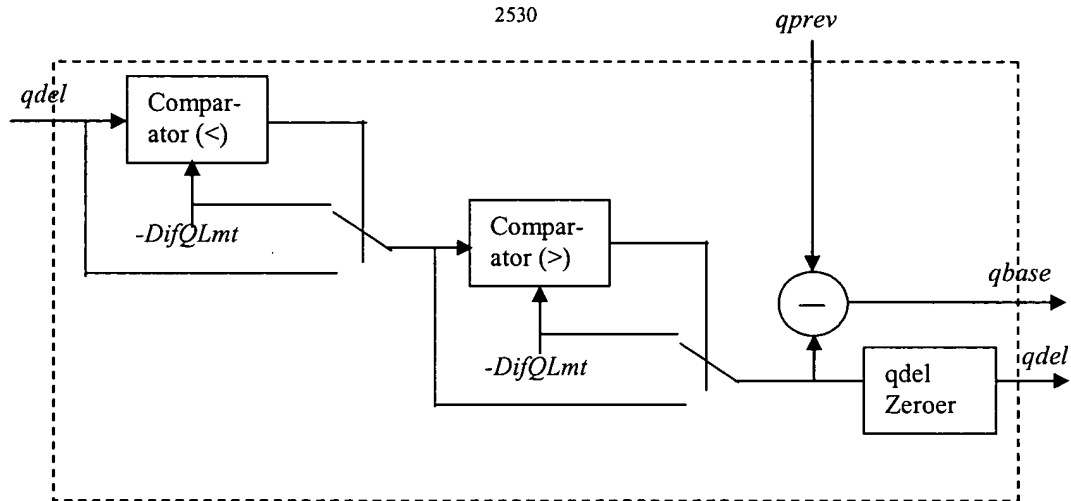 2530
qprev
qdel
Compar-
ator (<)
-DifQLmt
Compar-
ator (>)
-DifQLmt
—
qbase
qdel
qdel
Zeroer